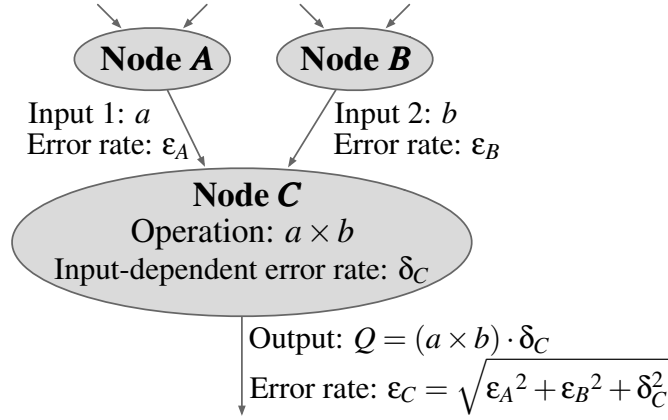 Node A
Node B
Input 1: a
Error rate: ε_A
Input 2: b
Error rate: ε_B
Node C
Operation: a × b
Input-dependent error rate: δ_C
Output: Q = (a × b) · δ_C
Error rate: ε_C = √(ε_A² + ε_B² + δ_C²)